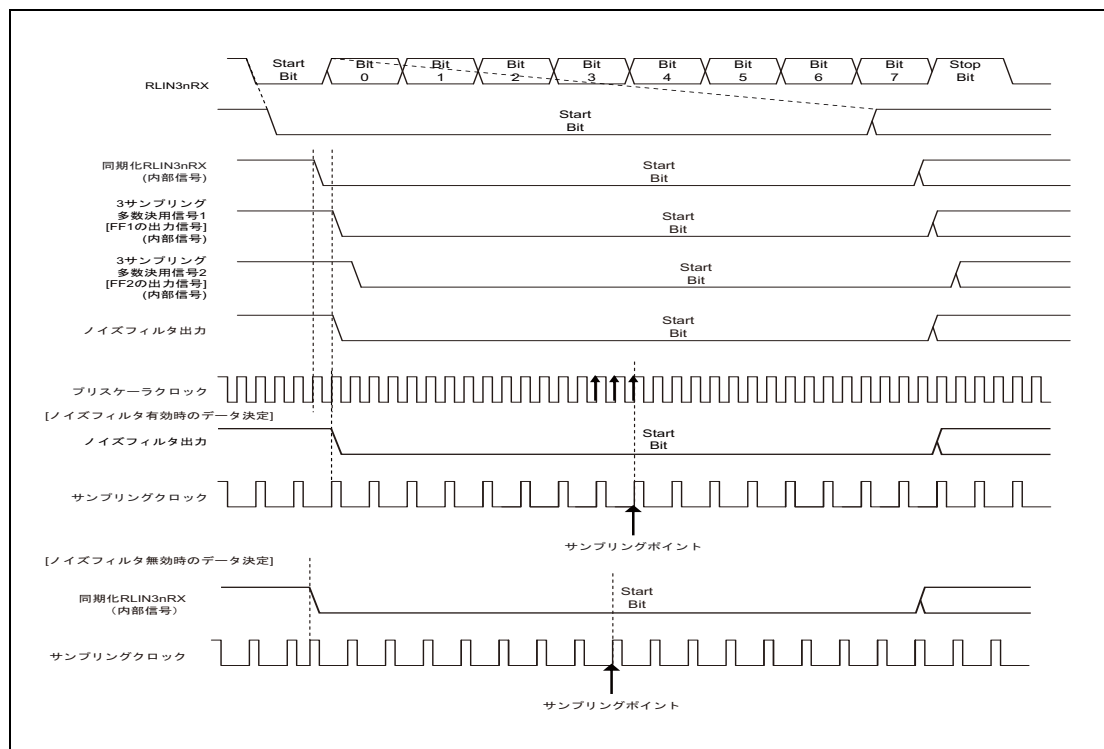 RLIN3nRX
Start
Bit
Bit
0
Bit
1
Bit
2
Bit
3
Bit
4
Bit
5
Bit
6
Bit
7
Stop
Bit
Start
Bit
同期化RLIN3nRX
(内部信号)
Start
Bit
3サンプリング
多数決用信号1
[FF1の出力信号]
(内部信号)
Start
Bit
3サンプリング
多数決用信号2
[FF2の出力信号]
(内部信号)
Start
Bit
ノイズフィルタ出力
Start
Bit
プリスケーラクロック
[ノイズフィルタ有効時のデータ決定]
ノイズフィルタ出力
Start
Bit
サンプリングクロック
サンプリングポイント
[ノイズフィルタ無効時のデータ決定]
同期化RLIN3nRX
(内部信号)
Start
Bit
サンプリングクロック
サンプリングポイント